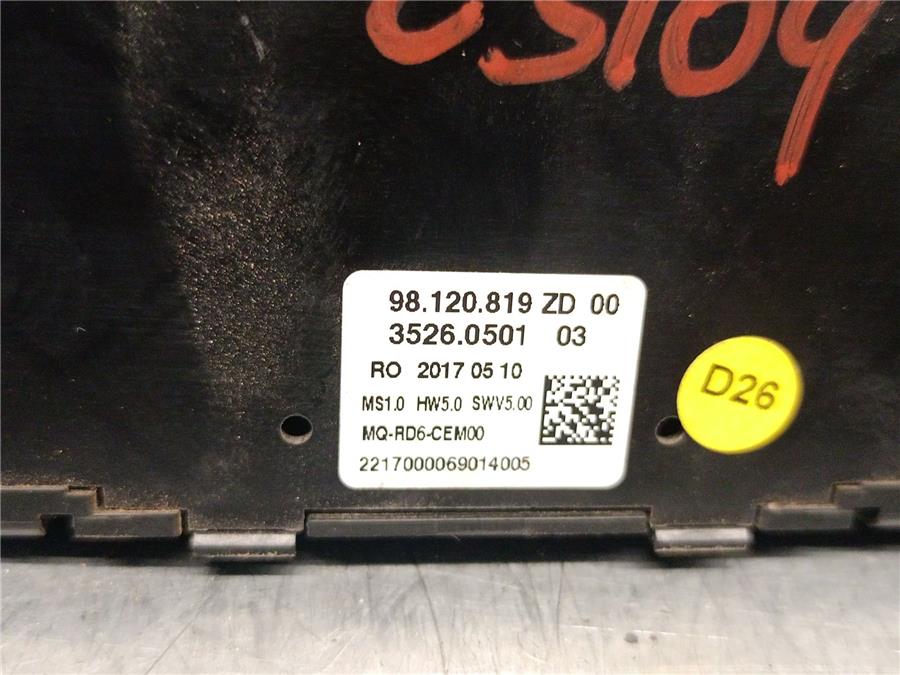 98.120.819 ZD 00
3526.0501 03
RO 2017 05 10
MS1.0 HW5.0 SWV5.00
MQ-RD6-CEM00
2217000069014005
D26